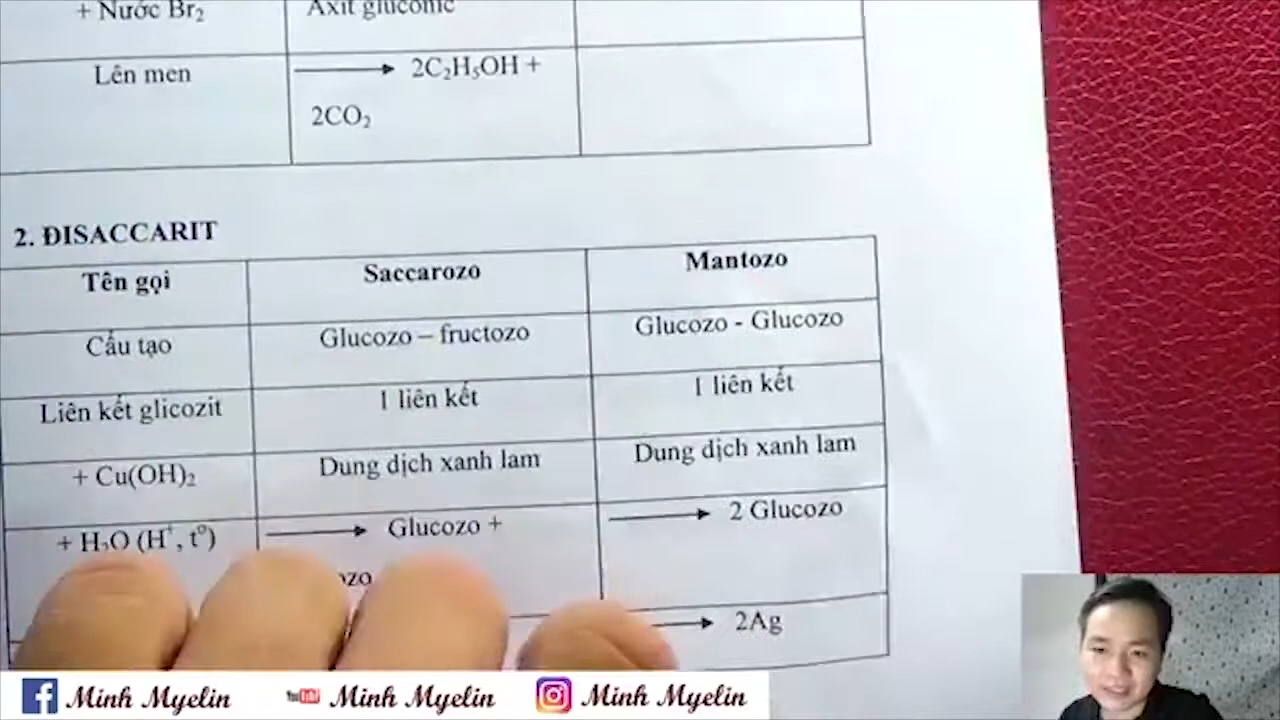 + Nước Br₂ Axit gluconic
Lên men → 2C₂H₅OH +
2CO₂
2. ĐISACCARIT
Tên gọi Saccarozo Mantozo
Cấu tạo Glucozo – fructozo Glucozo - Glucozo
Liên kết glicozit 1 liên kết 1 liên kết
+ Cu(OH)₂ Dung dịch xanh lam Dung dịch xanh lam
+ H₂O (H⁺, t°) → Glucozo + → 2 Glucozo
→ 2Ag
Minh Myelin YouTube Minh Myelin Minh Myelin